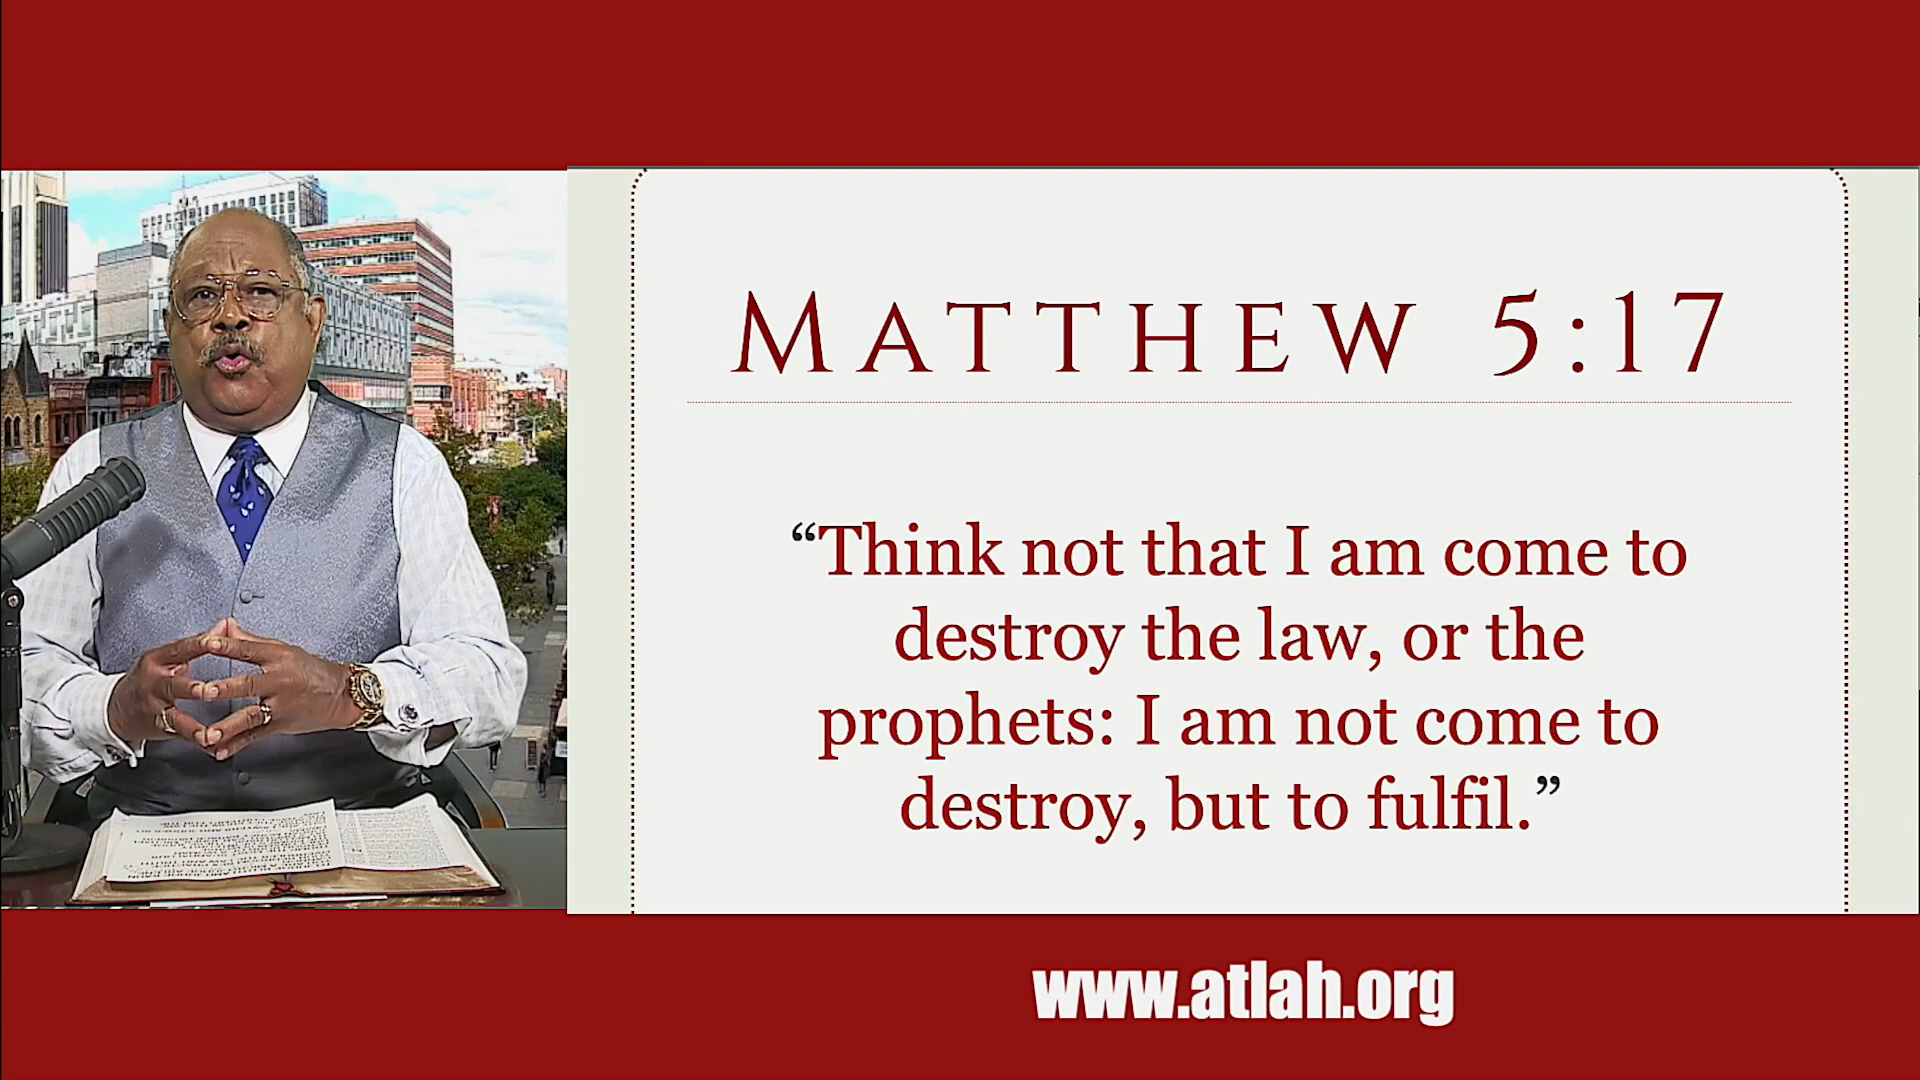 MATTHEW 5:17
“Think not that I am come to
destroy the law, or the
prophets: I am not come to
destroy, but to fulfil.”
www.atlah.org